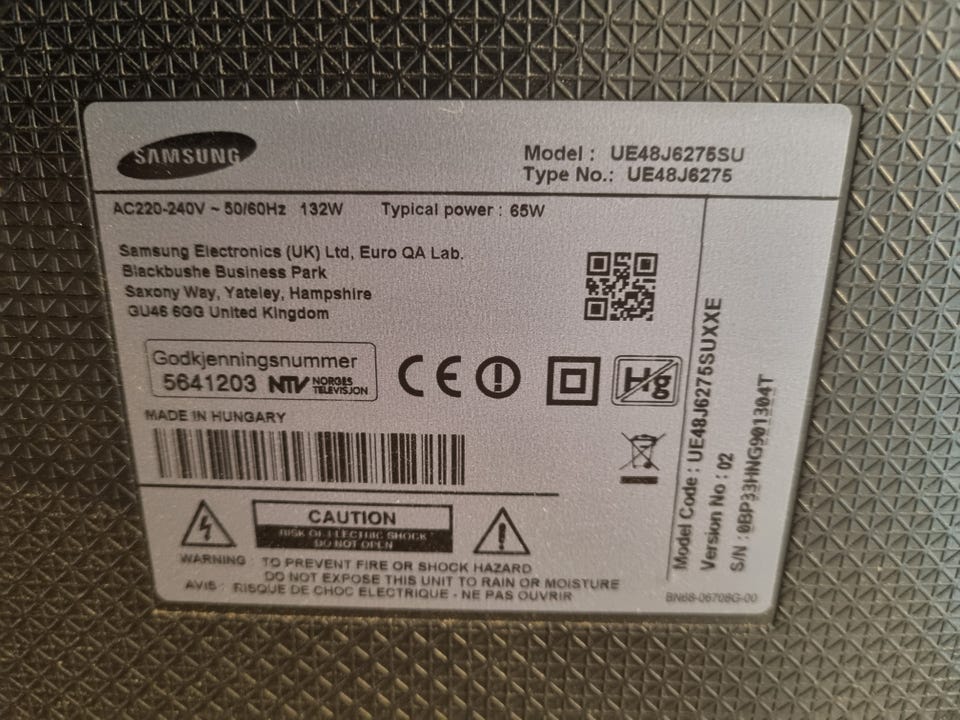 SAMSUNG
Model : UE48J6275SU
Type No.: UE48J6275
AC220-240V ~ 50/60Hz 132W Typical power : 65W
Samsung Electronics (UK) Ltd, Euro QA Lab.
Blackbushe Business Park
Saxony Way, Yateley, Hampshire
GU46 6GG United Kingdom
Godkjenningsnummer
5641203 NTV NORGES TELEVISJON
CE
Hg
MADE IN HUNGARY
CAUTION
RISK OF ELECTRIC SHOCK
DO NOT OPEN
WARNING : TO PREVENT FIRE OR SHOCK HAZARD
DO NOT EXPOSE THIS UNIT TO RAIN OR MOISTURE
AVIS : RISQUE DE CHOC ELECTRIQUE - NE PAS OUVRIR
Model Code : UE48J6275SUXXE
Version No : 02
S/N : 0BP33HNG901304T
BN68-06708G-00